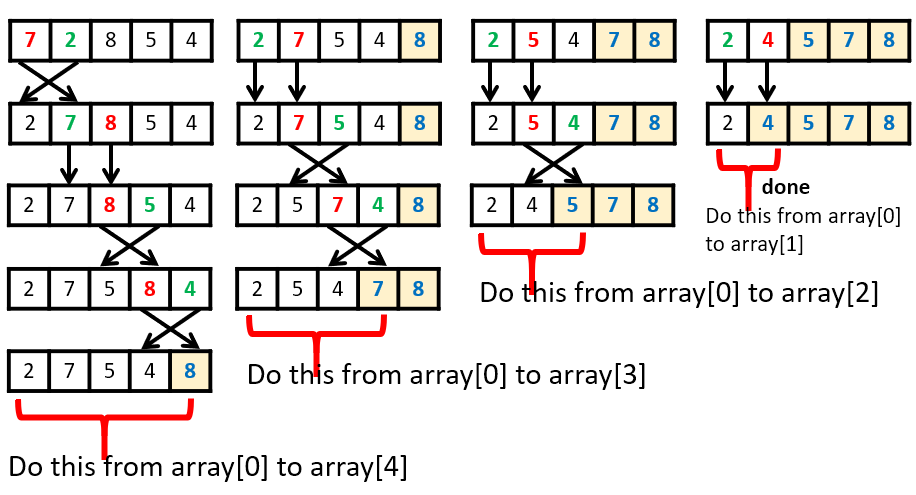 7 2 8 5 4
2 7 8 5 4
2 7 8 5 4
2 7 5 8 4
2 7 5 4 8
Do this from array[0] to array[4]
2 7 5 4 8
2 7 5 4 8
2 5 7 4 8
2 5 4 7 8
Do this from array[0] to array[3]
2 5 4 7 8
2 5 4 7 8
2 4 5 7 8
Do this from array[0] to array[2]
2 4 5 7 8
2 4 5 7 8
done
Do this from array[0]
to array[1]